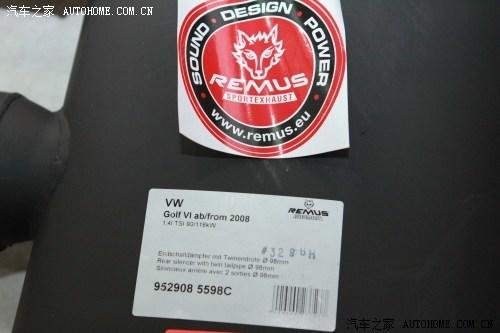 汽车之家 AUTOHOME.COM.CN
SOUND · DESIGN · POWER
REMUS
SPORTEXHAUST
www.remus.eu
VW
Golf VI ab/from 2008
1.4l TSI 90/118kW
REMUS
Endschalldämpfer mit Twinendrohr Ø 98mm
Rear silencer with twin tailpipe Ø 98mm
Silencieux arrière avec 2 sorties Ø 98mm
952908 5598C
汽车之家 AUTOHOME.COM.CN